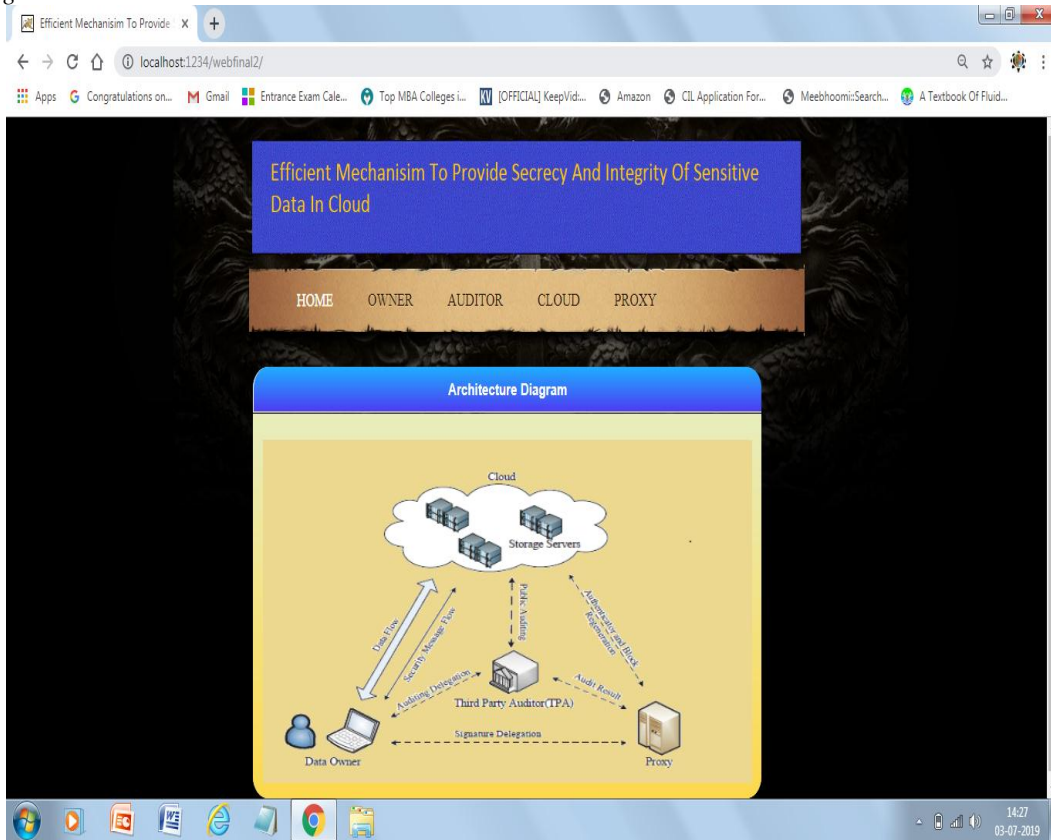 g
Efficient Mechanisim To Provide
localhost:1234/webfinal2/
Apps Congratulations on... Gmail Entrance Exam Cale... Top MBA Colleges i... [OFFICIAL] KeepVid:... Amazon CIL Application For... Meebhoomi::Search... A Textbook Of Fluid...
Efficient Mechanisim To Provide Secrecy And Integrity Of Sensitive
Data In Cloud
HOME OWNER AUDITOR CLOUD PROXY
Architecture Diagram
Cloud
Storage Servers
Data Flow
Security Message Flow
Public Auditing
Authenticator and Block
Regeneration
Auditing Delegation
Audit Result
Third Party Auditor(TPA)
Signature Delegation
Data Owner
Proxy
14:27
03-07-2019